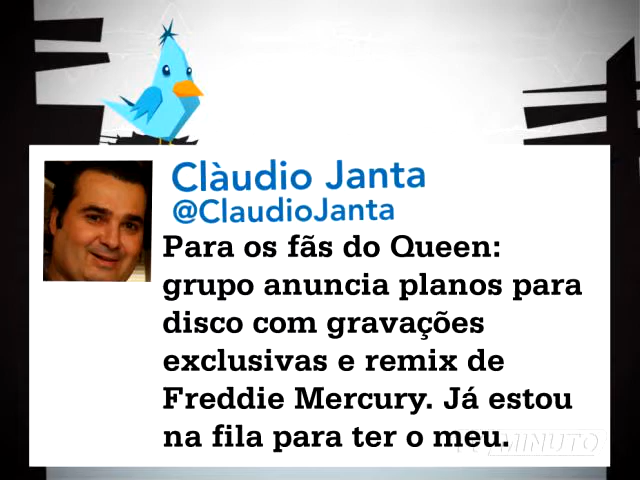 Clàudio Janta
@ClaudioJanta
Para os fãs do Queen:
grupo anuncia planos para
disco com gravações
exclusivas e remix de
Freddie Mercury. Já estou
na fila para ter o meu.
MINUTO